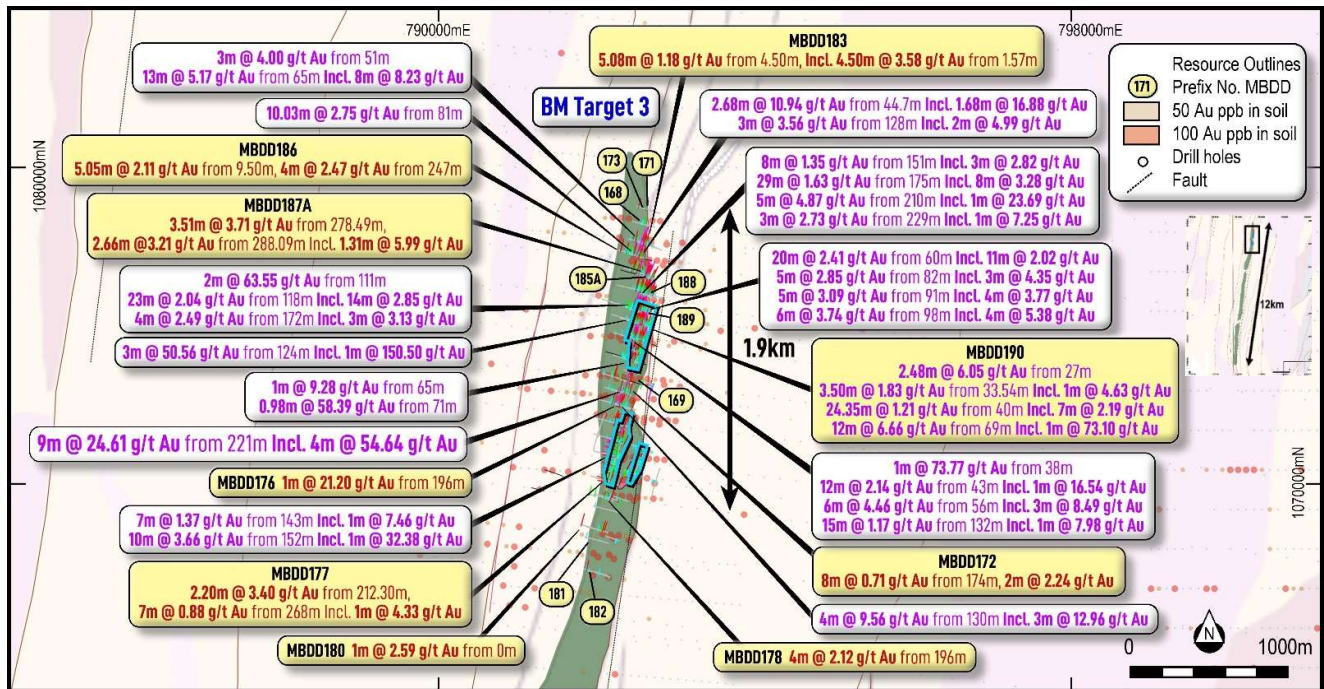 790000mE
798000mE
1080000mN
1070000mN
3m @ 4.00 g/t Au from 51m
13m @ 5.17 g/t Au from 65m Incl. 8m @ 8.23 g/t Au
10.03m @ 2.75 g/t Au from 81m
MBDD186
5.05m @ 2.11 g/t Au from 9.50m, 4m @ 2.47 g/t Au from 247m
MBDD187A
3.51m @ 3.71 g/t Au from 278.49m,
2.66m @3.21 g/t Au from 288.09m Incl. 1.31m @ 5.99 g/t Au
2m @ 63.55 g/t Au from 111m
23m @ 2.04 g/t Au from 118m Incl. 14m @ 2.85 g/t Au
4m @ 2.49 g/t Au from 172m Incl. 3m @ 3.13 g/t Au
3m @ 50.56 g/t Au from 124m Incl. 1m @ 150.50 g/t Au
1m @ 9.28 g/t Au from 65m
0.98m @ 58.39 g/t Au from 71m
9m @ 24.61 g/t Au from 221m Incl. 4m @ 54.64 g/t Au
MBDD176 1m @ 21.20 g/t Au from 196m
7m @ 1.37 g/t Au from 143m Incl. 1m @ 7.46 g/t Au
10m @ 3.66 g/t Au from 152m Incl. 1m @ 32.38 g/t Au
MBDD177
2.20m @ 3.40 g/t Au from 212.30m,
7m @ 0.88 g/t Au from 268m Incl. 1m @ 4.33 g/t Au
MBDD180 1m @ 2.59 g/t Au from 0m
BM Target 3
173
171
168
185A
188
189
169
181
182
1.9km
MBDD183
5.08m @ 1.18 g/t Au from 4.50m, Incl. 4.50m @ 3.58 g/t Au from 1.57m
2.68m @ 10.94 g/t Au from 44.7m Incl. 1.68m @ 16.88 g/t Au
3m @ 3.56 g/t Au from 128m Incl. 2m @ 4.99 g/t Au
8m @ 1.35 g/t Au from 151m Incl. 3m @ 2.82 g/t Au
29m @ 1.63 g/t Au from 175m Incl. 8m @ 3.28 g/t Au
5m @ 4.87 g/t Au from 210m Incl. 1m @ 23.69 g/t Au
3m @ 2.73 g/t Au from 229m Incl. 1m @ 7.25 g/t Au
20m @ 2.41 g/t Au from 60m Incl. 11m @ 2.02 g/t Au
5m @ 2.85 g/t Au from 82m Incl. 3m @ 4.35 g/t Au
5m @ 3.09 g/t Au from 91m Incl. 4m @ 3.77 g/t Au
6m @ 3.74 g/t Au from 98m Incl. 4m @ 5.38 g/t Au
MBDD190
2.48m @ 6.05 g/t Au from 27m
3.50m @ 1.83 g/t Au from 33.54m Incl. 1m @ 4.63 g/t Au
24.35m @ 1.21 g/t Au from 40m Incl. 7m @ 2.19 g/t Au
12m @ 6.66 g/t Au from 69m Incl. 1m @ 73.10 g/t Au
1m @ 73.77 g/t Au from 38m
12m @ 2.14 g/t Au from 43m Incl. 1m @ 16.54 g/t Au
6m @ 4.46 g/t Au from 56m Incl. 3m @ 8.49 g/t Au
15m @ 1.17 g/t Au from 132m Incl. 1m @ 7.98 g/t Au
MBDD172
8m @ 0.71 g/t Au from 174m, 2m @ 2.24 g/t Au
4m @ 9.56 g/t Au from 130m Incl. 3m @ 12.96 g/t Au
MBDD178 4m @ 2.12 g/t Au from 196m
Resource Outlines
171 Prefix No. MBDD
50 Au ppb in soil
100 Au ppb in soil
Drill holes
Fault
12km
N
0 1000m